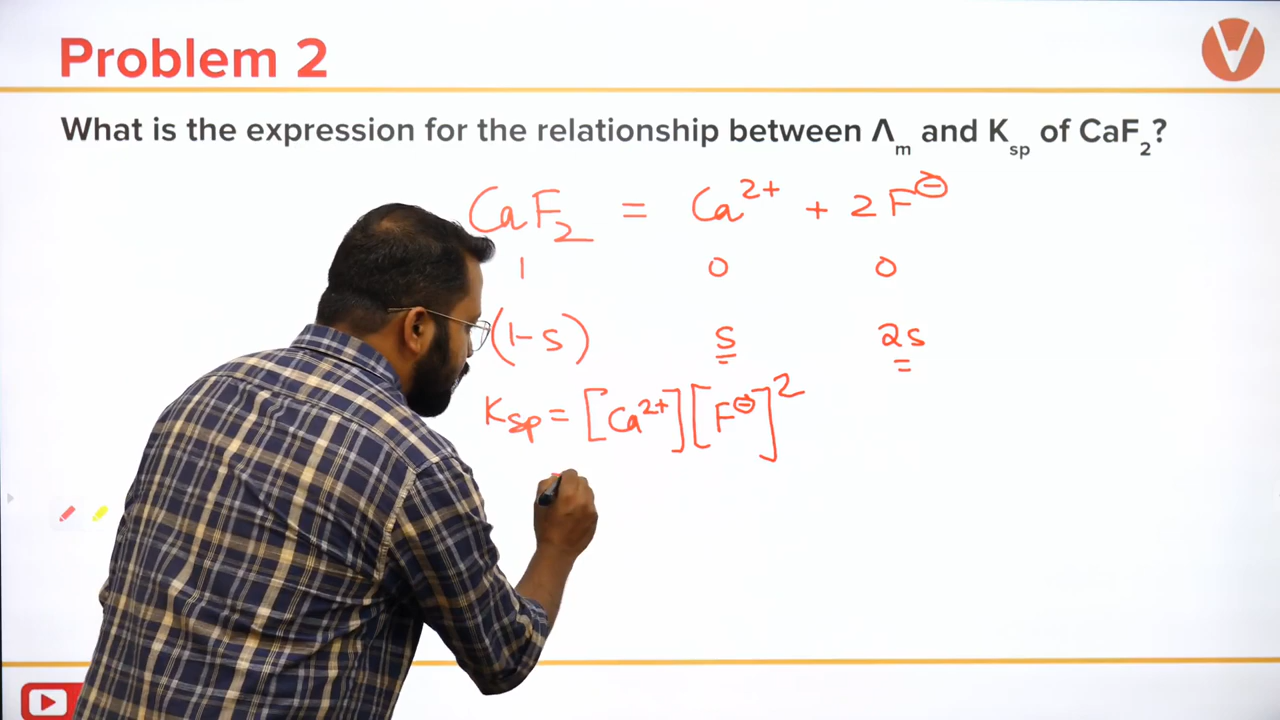 Problem 2
What is the expression for the relationship between Λm and Ksp of CaF2?
CaF2 = Ca2+ + 2F⊖
1 0 0
(1-s) s 2s
Ksp = [Ca2+][F⊖]2